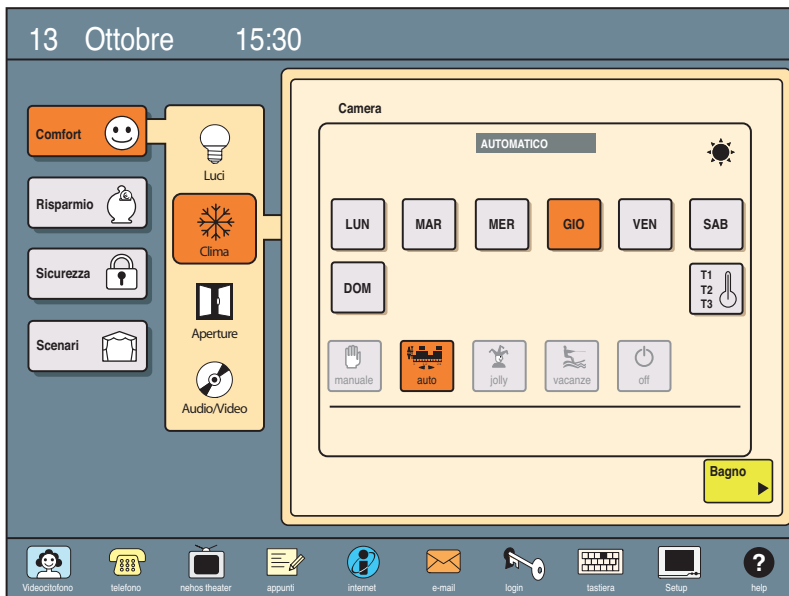 13 Ottobre 15:30
Comfort
Risparmio
Sicurezza
Scenari
Luci
Clima
Aperture
Audio/Video
Camera
AUTOMATICO
LUN MAR MER GIO VEN SAB
DOM
T1
T2
T3
manuale auto jolly vacanze off
Bagno
Videocitofono telefono nehos theater appunti internet e-mail login tastiera Setup help